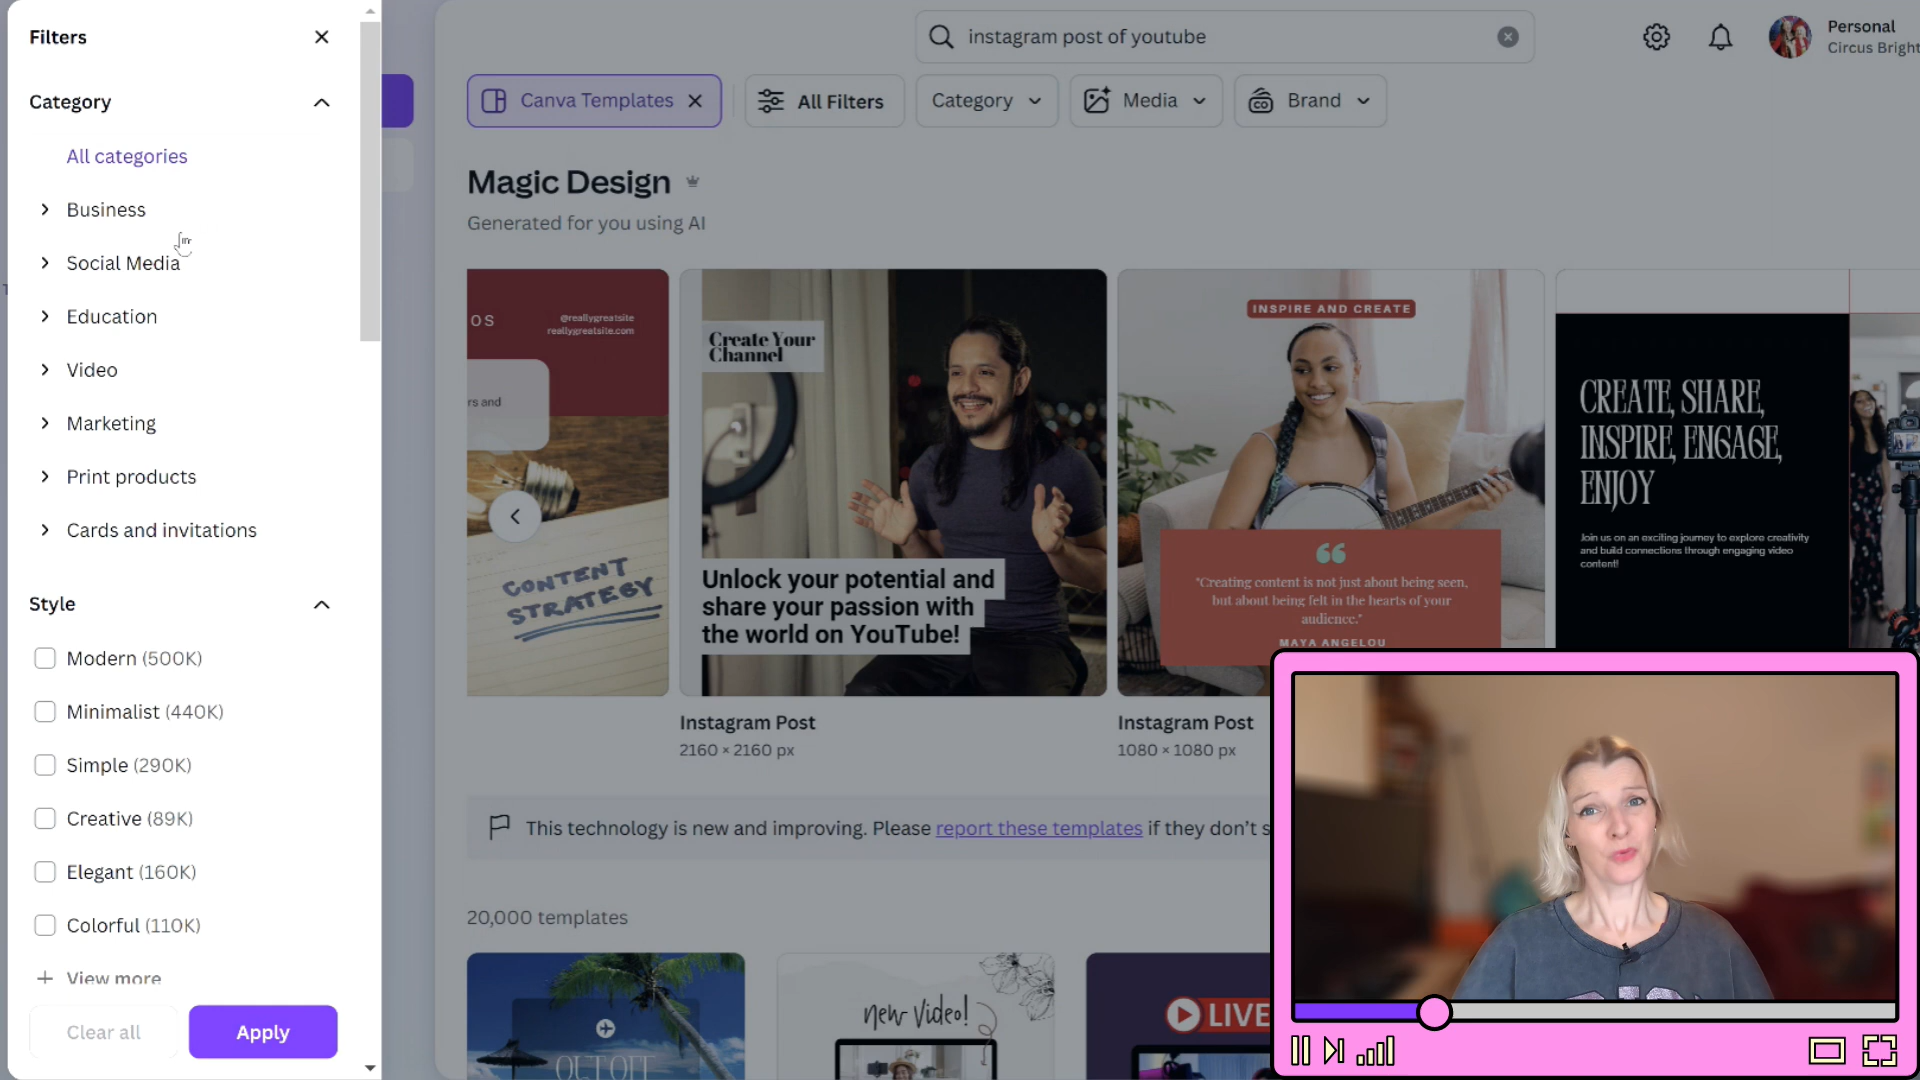 Filters
Category
All categories
Business
Social Media
Education
Video
Marketing
Print products
Cards and invitations
Style
Modern (500K)
Minimalist (440K)
Simple (290K)
Creative (89K)
Elegant (160K)
Colorful (110K)
View more
Clear all
Apply
instagram post of youtube
Personal
Circus Bright
Canva Templates
All Filters
Category
Media
Brand
Magic Design
Generated for you using AI
OS
@reallygreatsite
reallygreatsite.com
rs and
CONTENT
STRATEGY
Create Your
Channel
Unlock your potential and
share your passion with
the world on YouTube!
INSPIRE AND CREATE
"Creating content is not just about being seen,
but about being felt in the hearts of your
audience."
MAYA ANGELOU
CREATE, SHARE,
INSPIRE, ENGAGE,
ENJOY
Join us on an exciting journey to explore creativity
and build connections through engaging video
content!
Instagram Post
2160 × 2160 px
Instagram Post
1080 × 1080 px
This technology is new and improving. Please report these templates if they don't s
20,000 templates
OUT OF
new Video!
LIVE